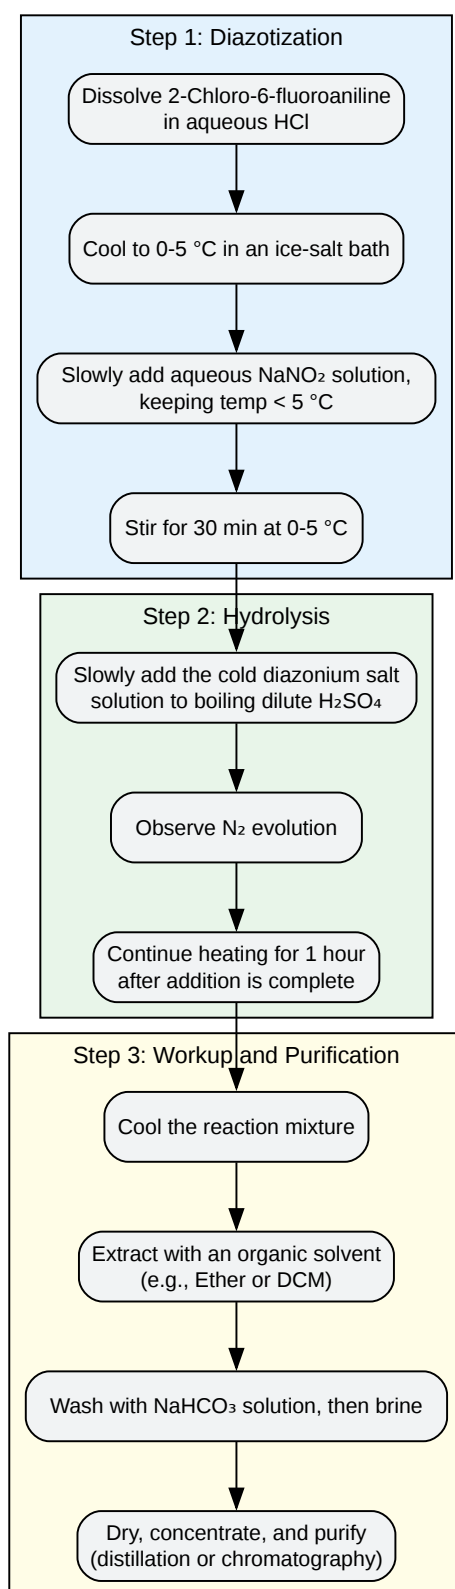 Step 1: Diazotization
Dissolve 2-Chloro-6-fluoroaniline
in aqueous HCl
Cool to 0-5 °C in an ice-salt bath
Slowly add aqueous NaNO₂ solution,
keeping temp < 5 °C
Stir for 30 min at 0-5 °C
Step 2: Hydrolysis
Slowly add the cold diazonium salt
solution to boiling dilute H₂SO₄
Observe N₂ evolution
Continue heating for 1 hour
after addition is complete
Step 3: Workup and Purification
Cool the reaction mixture
Extract with an organic solvent
(e.g., Ether or DCM)
Wash with NaHCO₃ solution, then brine
Dry, concentrate, and purify
(distillation or chromatography)